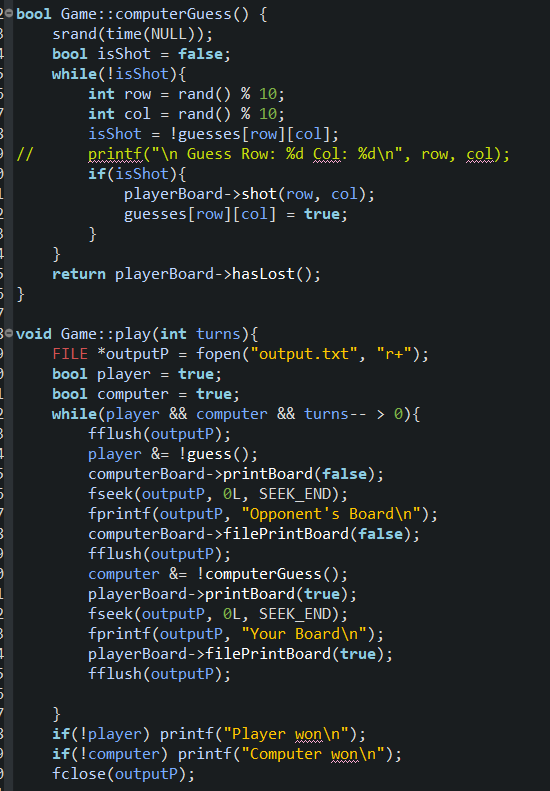 bool Game::computerGuess() {
    srand(time(NULL));
    bool isShot = false;
    while(!isShot){
        int row = rand() % 10;
        int col = rand() % 10;
        isShot = !guesses[row][col];
//      printf("\n Guess Row: %d Col: %d\n", row, col);
        if(isShot){
            playerBoard->shot(row, col);
            guesses[row][col] = true;
        }
    }
    return playerBoard->hasLost();
}

void Game::play(int turns){
    FILE *outputP = fopen("output.txt", "r+");
    bool player = true;
    bool computer = true;
    while(player && computer && turns-- > 0){
        fflush(outputP);
        player &= !guess();
        computerBoard->printBoard(false);
        fseek(outputP, 0L, SEEK_END);
        fprintf(outputP, "Opponent's Board\n");
        computerBoard->filePrintBoard(false);
        fflush(outputP);
        computer &= !computerGuess();
        playerBoard->printBoard(true);
        fseek(outputP, 0L, SEEK_END);
        fprintf(outputP, "Your Board\n");
        playerBoard->filePrintBoard(true);
        fflush(outputP);

    }
    if(!player) printf("Player won\n");
    if(!computer) printf("Computer won\n");
    fclose(outputP);